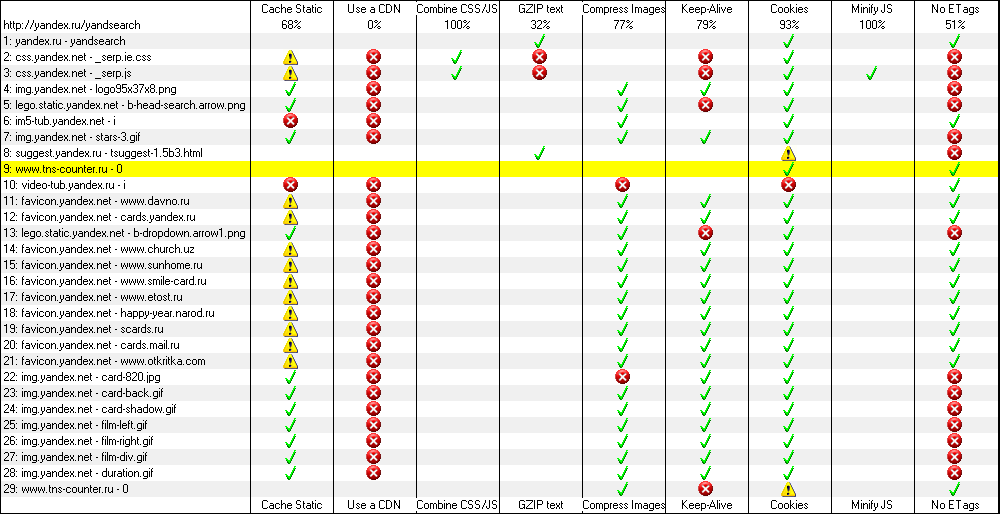 Cache Static Use a CDN Combine CSS/JS GZIP text Compress Images Keep-Alive Cookies Minify JS No ETags
http://yandex.ru/yandsearch 68% 0% 100% 32% 77% 79% 93% 100% 51%
1: yandex.ru - yandsearch
2: css.yandex.net - _serp.ie.css
3: css.yandex.net - _serp.js
4: img.yandex.net - logo95x37x8.png
5: lego.static.yandex.net - b-head-search.arrow.png
6: im5-tub.yandex.net - i
7: img.yandex.net - stars-3.gif
8: suggest.yandex.ru - tsuggest-1.5b3.html
9: www.tns-counter.ru - 0
10: video-tub.yandex.ru - i
11: favicon.yandex.net - www.davno.ru
12: favicon.yandex.net - cards.yandex.ru
13: lego.static.yandex.net - b-dropdown.arrow1.png
14: favicon.yandex.net - www.church.uz
15: favicon.yandex.net - www.sunhome.ru
16: favicon.yandex.net - www.smile-card.ru
17: favicon.yandex.net - www.etost.ru
18: favicon.yandex.net - happy-year.narod.ru
19: favicon.yandex.net - scards.ru
20: favicon.yandex.net - cards.mail.ru
21: favicon.yandex.net - www.otkritka.com
22: img.yandex.net - card-820.jpg
23: img.yandex.net - card-back.gif
24: img.yandex.net - card-shadow.gif
25: img.yandex.net - film-left.gif
26: img.yandex.net - film-right.gif
27: img.yandex.net - film-div.gif
28: img.yandex.net - duration.gif
29: www.tns-counter.ru - 0
Cache Static Use a CDN Combine CSS/JS GZIP text Compress Images Keep-Alive Cookies Minify JS No ETags